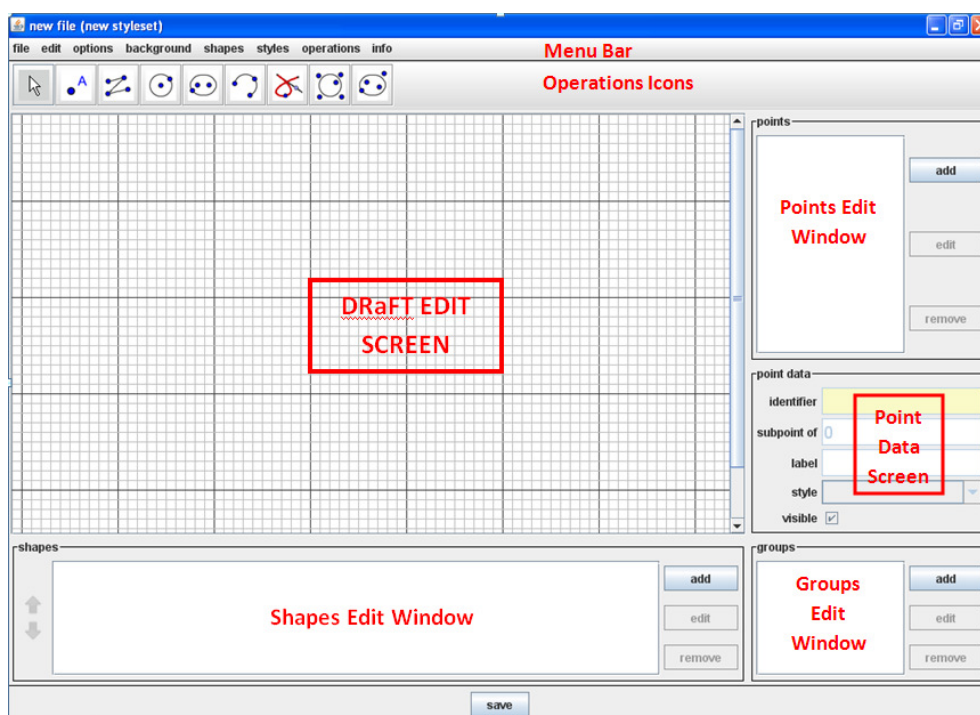 new file (new styleset)
file edit options background shapes styles operations info
Menu Bar
A
Operations Icons
points
add
Points Edit
Window
edit
remove
DRaFT EDIT
SCREEN
point data
identifier
subpoint of 0
label
style
visible
Point
Data
Screen
shapes
Shapes Edit Window
add
edit
remove
groups
Groups
Edit
Window
add
edit
remove
save